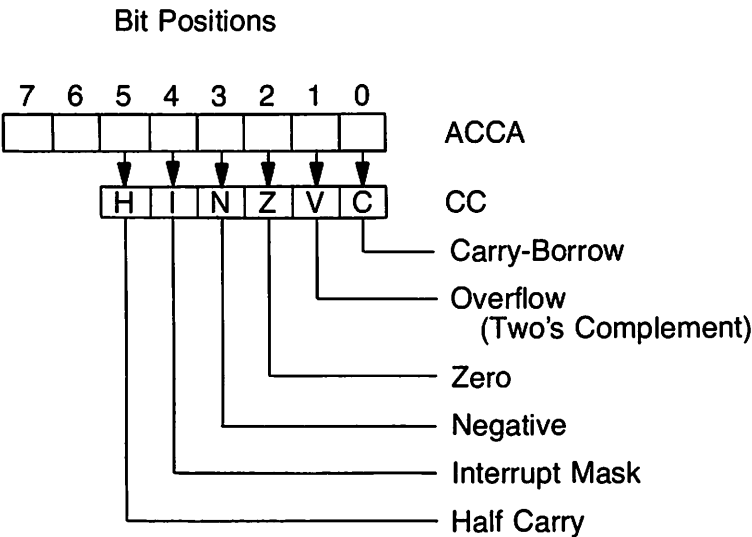 Bit Positions
7 6 5 4 3 2 1 0
ACCA
H I N Z V C
CC
Carry-Borrow
Overflow
(Two's Complement)
Zero
Negative
Interrupt Mask
Half Carry